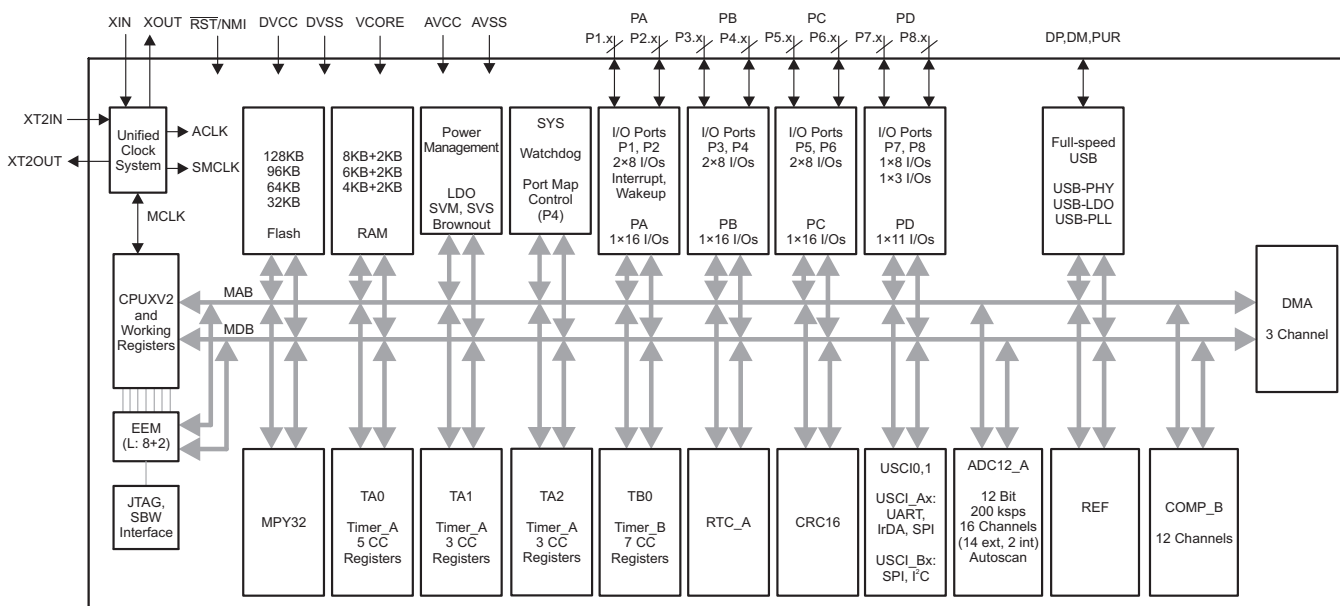 XIN
XOUT
RST/NMI
DVCC
DVSS
VCORE
AVCC
AVSS
PA
P1.x
P2.x
PB
P3.x
P4.x
PC
P5.x
P6.x
PD
P7.x
P8.x
DP,DM,PUR
XT2IN
XT2OUT
Unified
Clock
System
ACLK
SMCLK
MCLK
128KB
96KB
64KB
32KB
Flash
8KB+2KB
6KB+2KB
4KB+2KB
RAM
Power
Management
LDO
SVM, SVS
Brownout
SYS
Watchdog
Port Map
Control
(P4)
I/O Ports
P1, P2
2×8 I/Os
Interrupt,
Wakeup
PA
1×16 I/Os
I/O Ports
P3, P4
2×8 I/Os
PB
1×16 I/Os
I/O Ports
P5, P6
2×8 I/Os
PC
1×16 I/Os
I/O Ports
P7, P8
1×8 I/Os
1×3 I/Os
PD
1×11 I/Os
Full-speed
USB
USB-PHY
USB-LDO
USB-PLL
CPUXV2
and
Working
Registers
MAB
MDB
DMA
3 Channel
EEM
(L: 8+2)
JTAG,
SBW
Interface
MPY32
TA0
Timer_A
5 CC
Registers
TA1
Timer_A
3 CC
Registers
TA2
Timer_A
3 CC
Registers
TB0
Timer_B
7 CC
Registers
RTC_A
CRC16
USCI0,1
USCI_Ax:
UART,
IrDA, SPI
USCI_Bx:
SPI, I²C
ADC12_A
12 Bit
200 ksps
16 Channels
(14 ext, 2 int)
Autoscan
REF
COMP_B
12 Channels